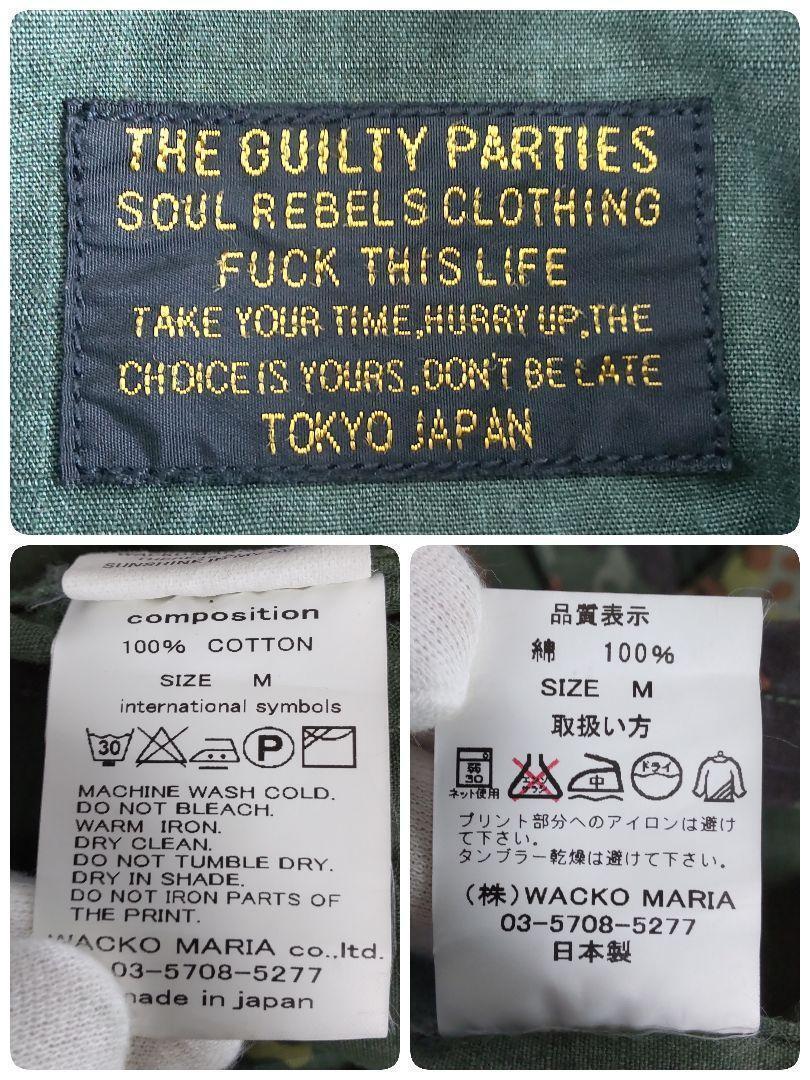 THE GUILTY PARTIES
SOUL REBELS CLOTHING
FUCK THIS LIFE
TAKE YOUR TIME,HURRY UP,THE
CHOICE IS YOURS,DON'T BE LATE
TOKYO JAPAN
composition
100% COTTON
SIZE M
international symbols
30
P
MACHINE WASH COLD.
DO NOT BLEACH.
WARM IRON.
DRY CLEAN.
DO NOT TUMBLE DRY.
DRY IN SHADE.
DO NOT IRON PARTS OF
THE PRINT.
WACKO MARIA co.,ltd.
03-5708-5277
made in japan
品質表示
綿 100%
SIZE M
取扱い方
弱
30
ネット使用
エンソ
サラシ
中
ドライ
プリント部分へのアイロンは避け
て下さい。
タンブラー乾燥は避けて下さい。
(株)WACKO MARIA
03-5708-5277
日本製